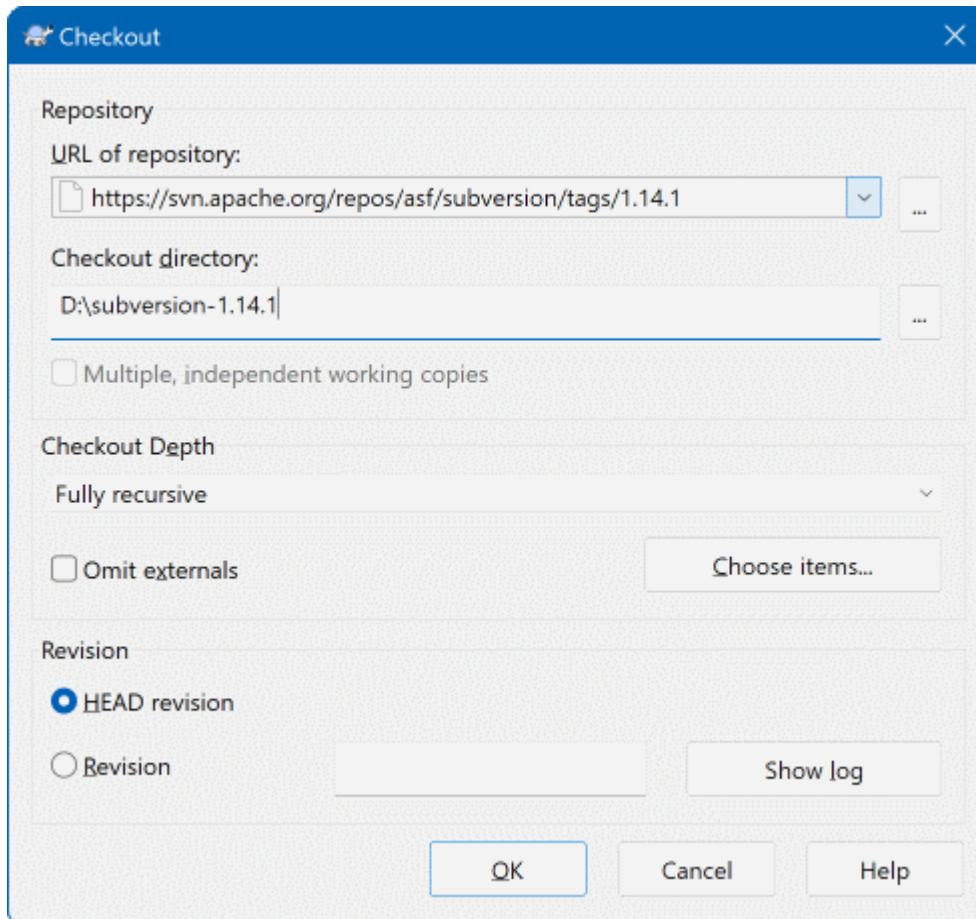 Checkout
Repository
URL of repository:
https://svn.apache.org/repos/asf/subversion/tags/1.14.1
...
Checkout directory:
D:\subversion-1.14.1
...
Multiple, independent working copies
Checkout Depth
Fully recursive
Omit externals
Choose items...
Revision
HEAD revision
Revision
Show log
OK Cancel Help